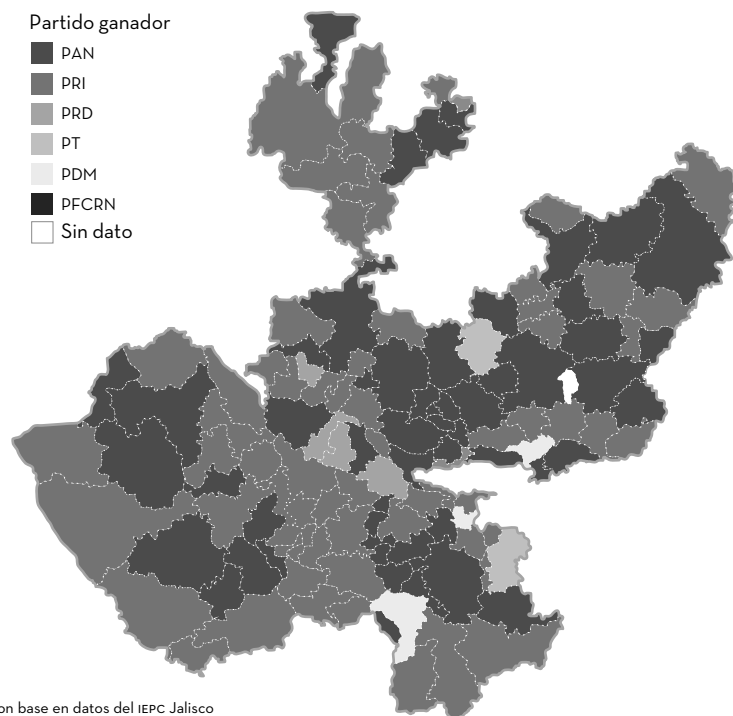 Partido ganador
PAN
PRI
PRD
PT
PDM
PFCRN
Sin dato
on base en datos del IEPC Jalisco